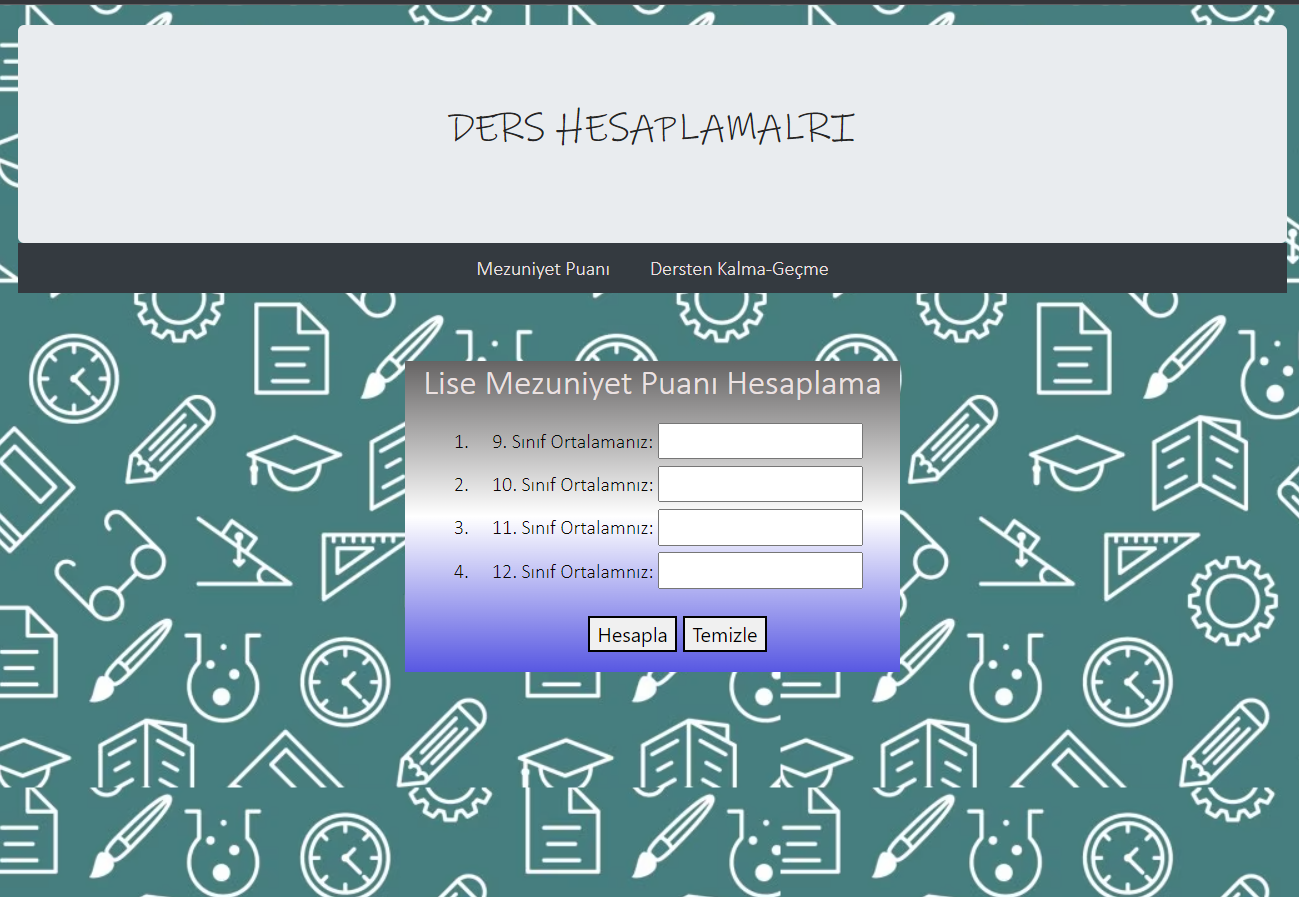 DERS HESAPLAMALRI
Mezuniyet Puanı Dersten Kalma-Geçme
Lise Mezuniyet Puanı Hesaplama
1. 9. Sınıf Ortalamanız:
2. 10. Sınıf Ortalamnız:
3. 11. Sınıf Ortalamnız:
4. 12. Sınıf Ortalamnız:
Hesapla Temizle